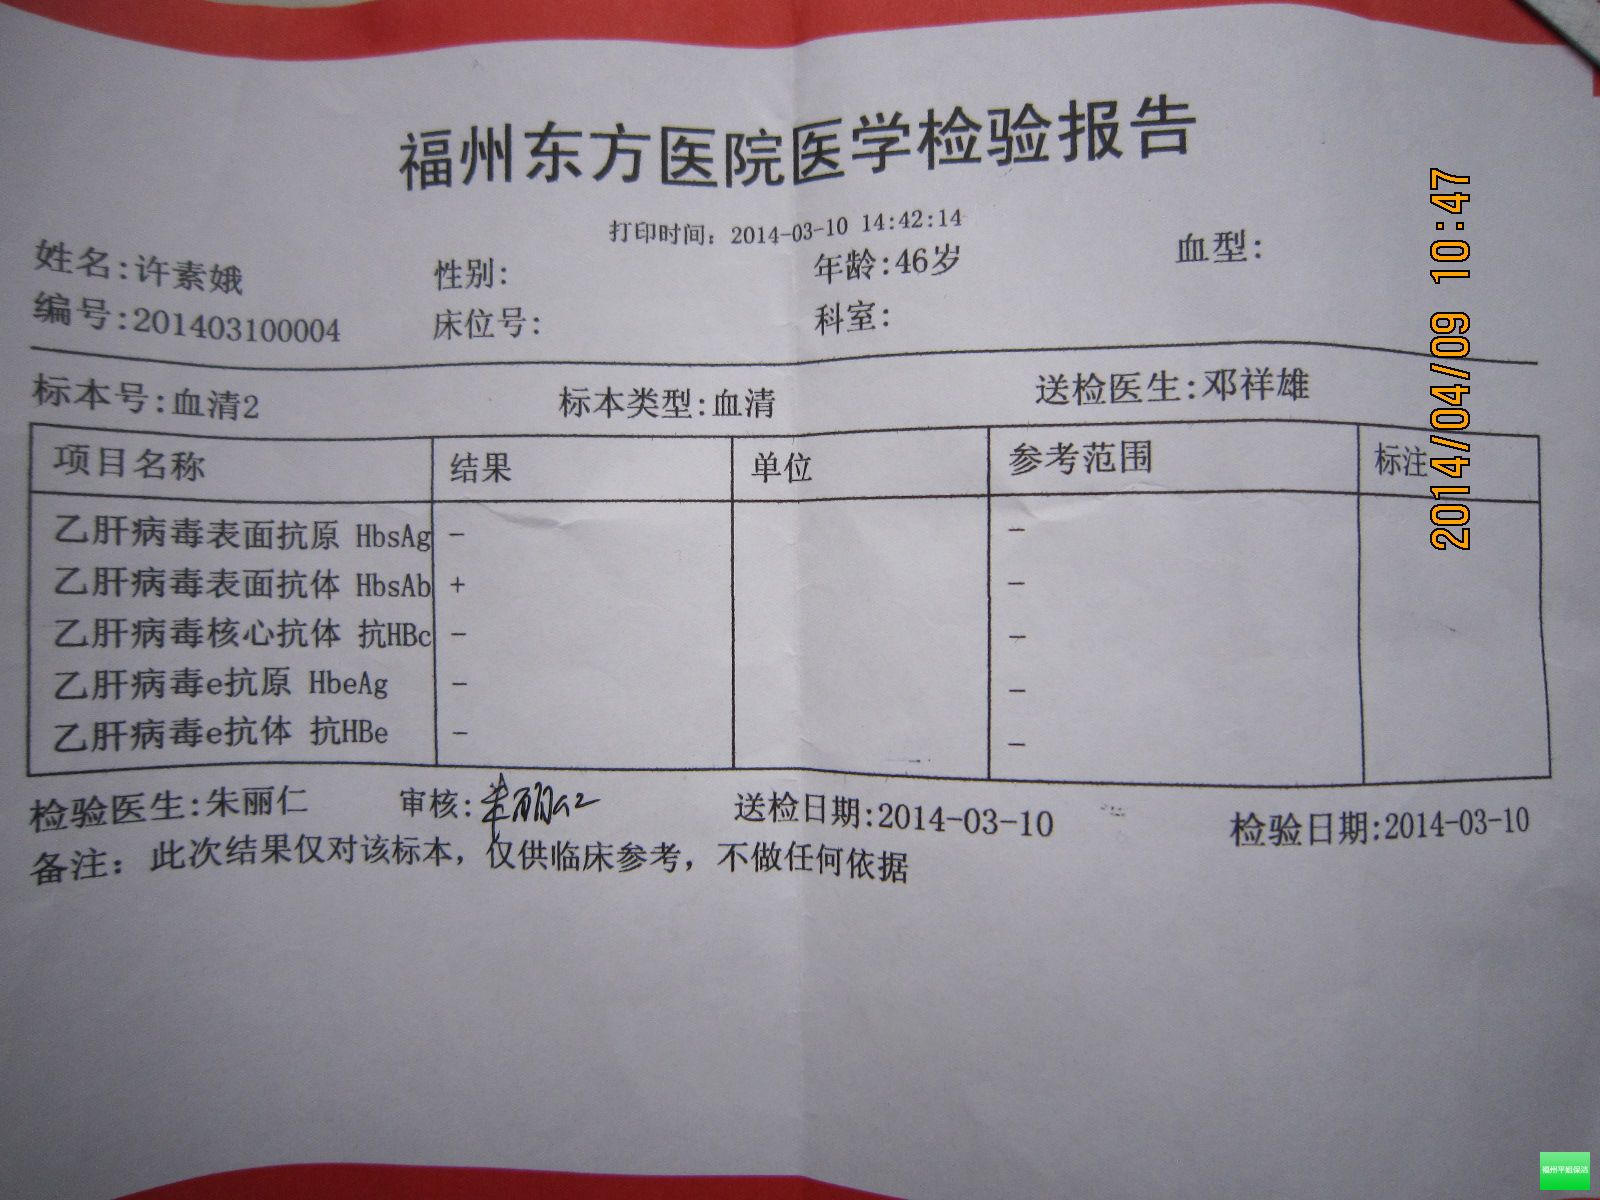 福州东方医院医学检验报告
打印时间：2014-03-10 14:42:14
姓名:许素娥 性别: 年龄:46岁 血型:
编号:201403100004 床位号: 科室:
标本号:血清2 标本类型:血清 送检医生:邓祥雄
项目名称 结果 单位 参考范围 标注
乙肝病毒表面抗原 HbsAg - -
乙肝病毒表面抗体 HbsAb + -
乙肝病毒核心抗体 抗HBc - -
乙肝病毒e抗原 HbeAg - -
乙肝病毒e抗体 抗HBe - -
检验医生:朱丽仁 审核:朱丽仁 送检日期:2014-03-10 检验日期:2014-03-10
备注：此次结果仅对该标本，仅供临床参考，不做任何依据
2014/04/09 10:47
福州平姐保洁